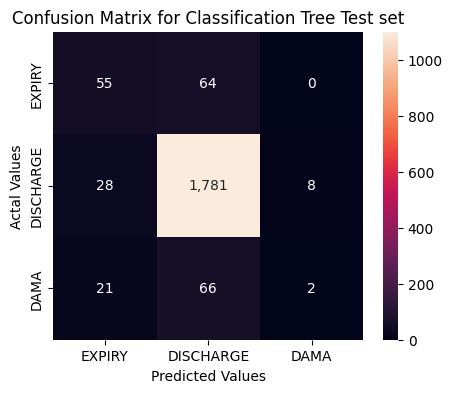 Confusion Matrix for Classification Tree Test set
Actal Values
EXPIRY
55
64
0
DISCHARGE
28
1,781
8
DAMA
21
66
2
EXPIRY
DISCHARGE
DAMA
Predicted Values
1000
800
600
400
200
0